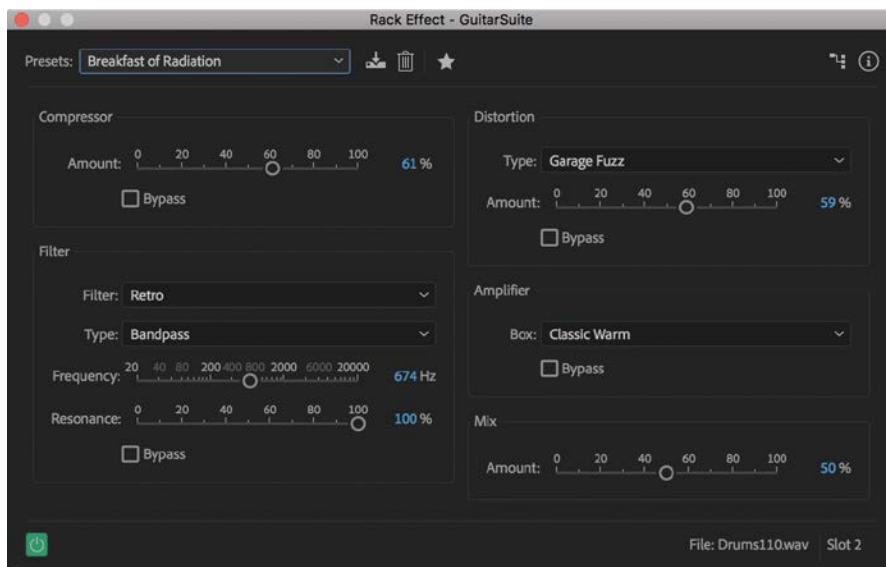 Rack Effect - GuitarSuite
Presets: Breakfast of Radiation
Compressor
Amount: 0 20 40 60 80 100 61 %
Bypass
Filter
Filter: Retro
Type: Bandpass
Frequency: 20 40 80 200 400 800 2000 6000 20000 674 Hz
Resonance: 0 20 40 60 80 100 100 %
Bypass
Distortion
Type: Garage Fuzz
Amount: 0 20 40 60 80 100 59 %
Bypass
Amplifier
Box: Classic Warm
Bypass
Mix
Amount: 0 20 40 60 80 100 50 %
File: Drums110.wav Slot 2